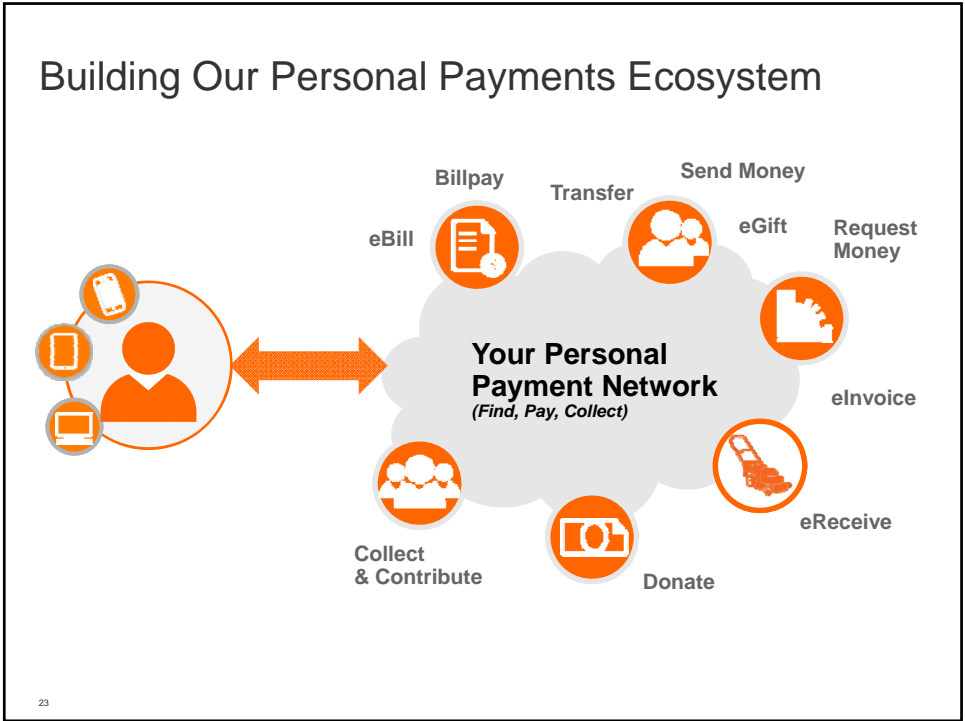 Building Our Personal Payments Ecosystem
Billpay
Transfer
Send Money
eBill
eGift
Request
Money
Your Personal
Payment Network
(Find, Pay, Collect)
eInvoice
eReceive
Collect
& Contribute
Donate
23